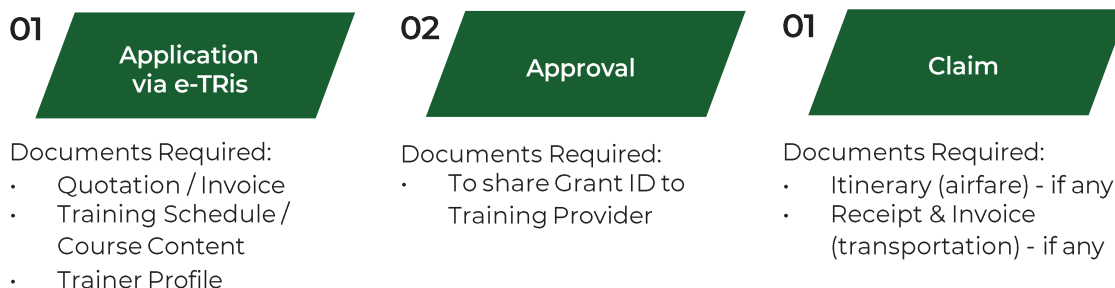 01
Application
via e-TRis
Documents Required:
• Quotation / Invoice
• Training Schedule /
Course Content
• Trainer Profile
02
Approval
Documents Required:
• To share Grant ID to
Training Provider
01
Claim
Documents Required:
• Itinerary (airfare) - if any
• Receipt & Invoice
(transportation) - if any